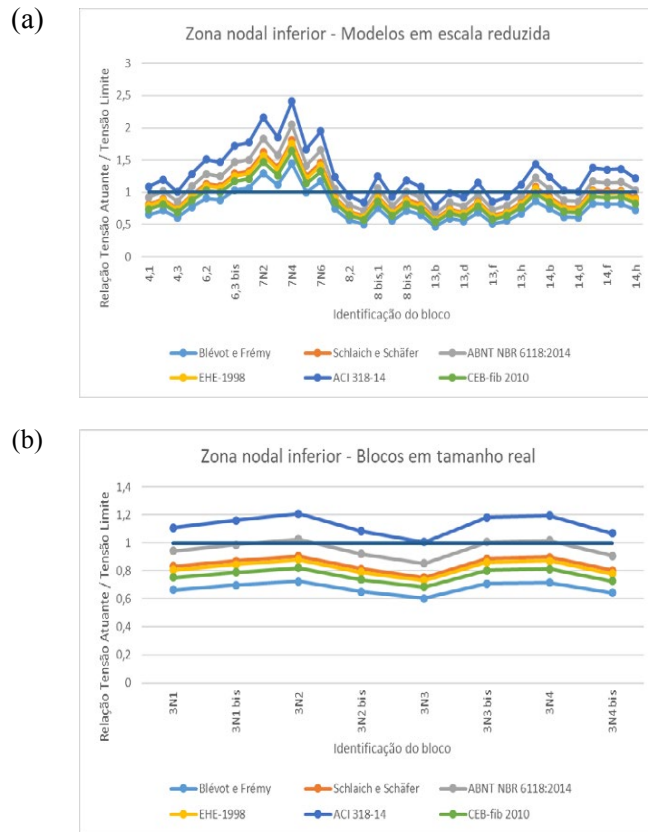 (a)
Zona nodal inferior - Modelos em escala reduzida
Relação Tensão Atuante / Tensão Limite
3
2,5
2
1,5
1
0,5
0
4,1
4,3
6,2
6,3 bis
7N2
7N4
7N6
8,2
8 bis,1
8 bis,3
13,b
13,d
13,f
13,h
14,b
14,d
14,f
14,h
Identificação do bloco
Blévot e Frémy
Schlaich e Schäfer
ABNT NBR 6118:2014
EHE-1998
ACI 318-14
CEB-fib 2010
(b)
Zona nodal inferior - Blocos em tamanho real
Relação Tensão Atuante / Tensão Limite
1,4
1,2
1
0,8
0,6
0,4
0,2
0
3N1
3N1 bis
3N2
3N2 bis
3N3
3N3 bis
3N4
3N4 bis
Identificação do bloco
Blévot e Frémy
Schlaich e Schäfer
ABNT NBR 6118:2014
EHE-1998
ACI 318-14
CEB-fib 2010